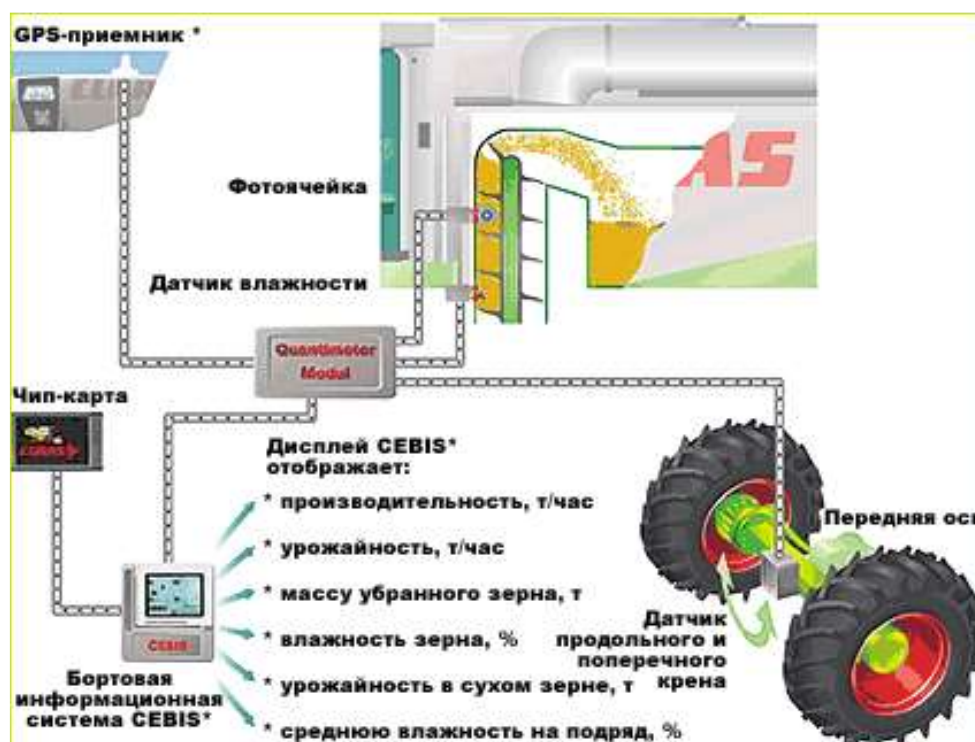 GPS-приемник *
Фотоячейка
AS
Датчик влажности
Quantimeter
Modul
Чип-карта
Дисплей CEBIS*
отображает:
* производительность, т/час
* урожайность, т/час
* массу убранного зерна, т
* влажность зерна, %
* урожайность в сухом зерне, т
* среднюю влажность на подряд, %
CEBIS
Бортовая
информационная
система CEBIS*
Передняя ось
Датчик
продольного и
поперечного
крена